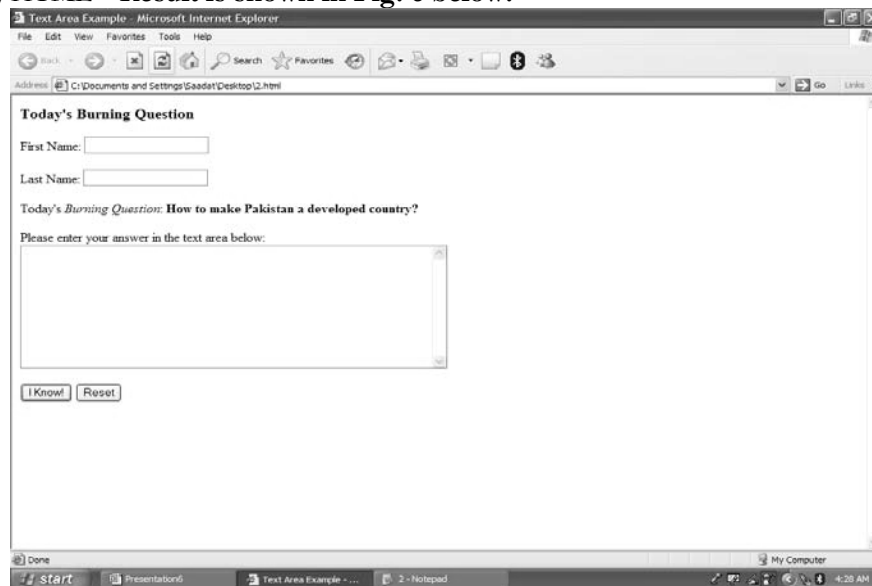 Text Area Example - Microsoft Internet Explorer
File Edit View Favorites Tools Help
Back Search Favorites
Address C:\Documents and Settings\Saadat\Desktop\2.html Go Links
Today's Burning Question
First Name:
Last Name:
Today's Burning Question: How to make Pakistan a developed country?
Please enter your answer in the text area below:
I Know! Reset
Done My Computer
start Presentation6 Text Area Example - ... 2 - Notepad 4:28 AM